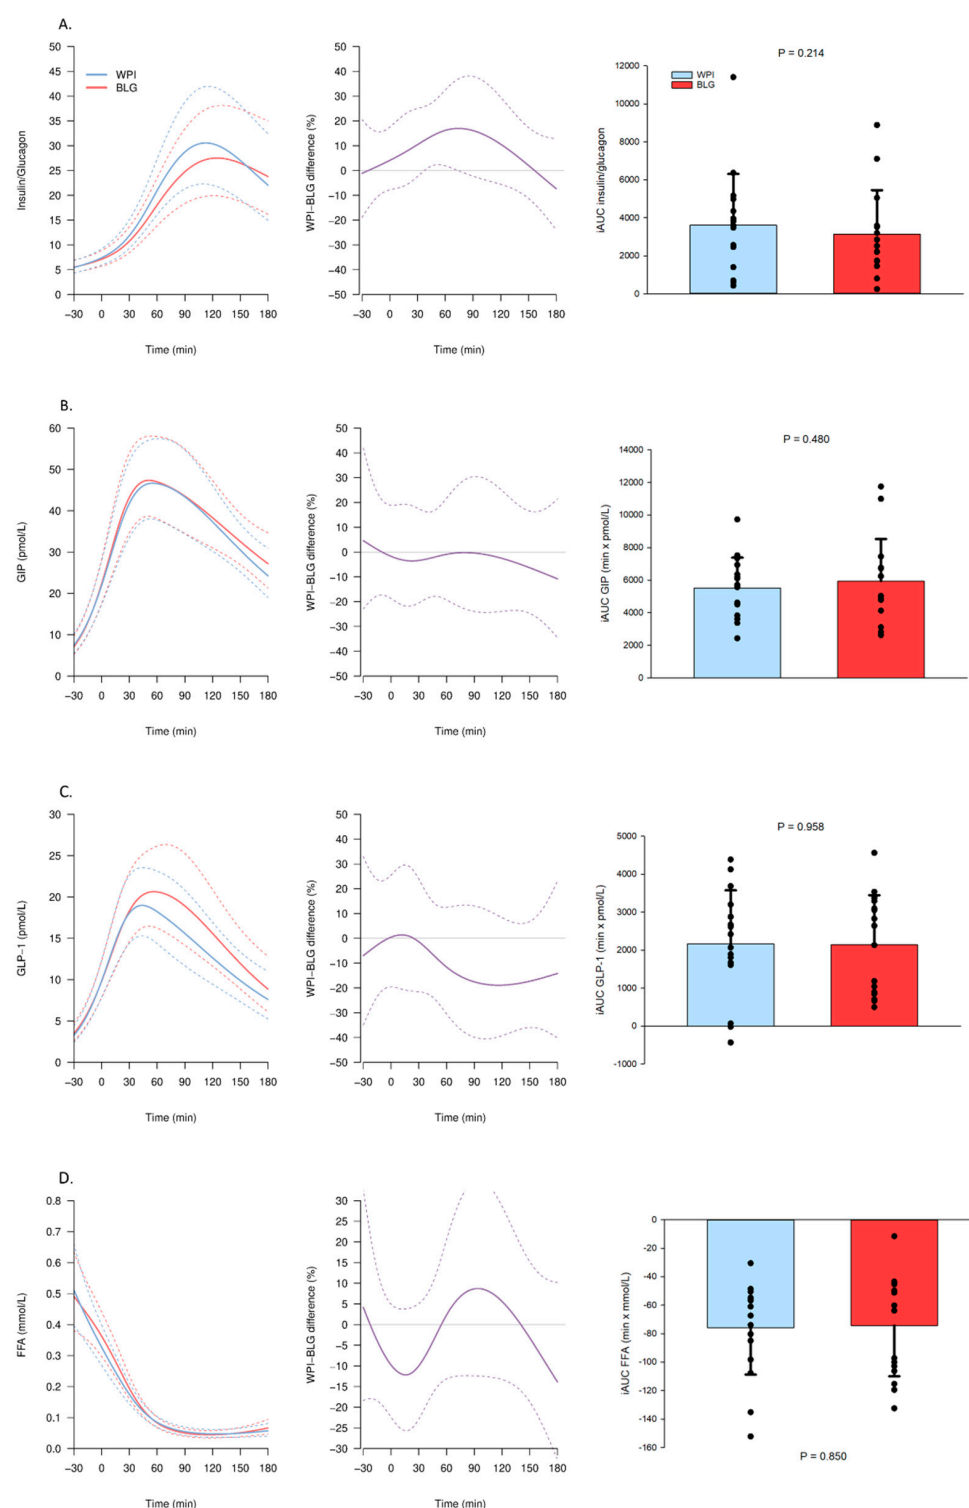 A.
50
45
40
35
30
25
20
15
10
5
0
Insulin/Glucagon
WPI
BLG
−30 0 30 60 90 120 150 180
Time (min)
50
40
30
20
10
0
−10
−20
−30
−40
−50
WPI−BLG difference (%)
−30 0 30 60 90 120 150 180
Time (min)
P = 0.214
WPI
BLG
12000
10000
8000
6000
4000
2000
0
iAUC insulin/glucagon
B.
60
50
40
30
20
10
0
GIP (pmol/L)
−30 0 30 60 90 120 150 180
Time (min)
50
40
30
20
10
0
−10
−20
−30
−40
−50
WPI−BLG difference (%)
−30 0 30 60 90 120 150 180
Time (min)
P = 0.480
14000
12000
10000
8000
6000
4000
2000
0
iAUC GIP (min x pmol/L)
C.
30
25
20
15
10
5
0
GLP−1 (pmol/L)
−30 0 30 60 90 120 150 180
Time (min)
50
40
30
20
10
0
−10
−20
−30
−40
−50
WPI−BLG difference (%)
−30 0 30 60 90 120 150 180
Time (min)
P = 0.958
5000
4000
3000
2000
1000
0
-1000
iAUC GLP-1 (min x pmol/L)
D.
0.8
0.7
0.6
0.5
0.4
0.3
0.2
0.1
0.0
FFA (mmol/L)
−30 0 30 60 90 120 150 180
Time (min)
30
25
20
15
10
5
0
−5
−10
−15
−20
−25
−30
WPI−BLG difference (%)
−30 0 30 60 90 120 150 180
Time (min)
0
-20
-40
-60
-80
-100
-120
-140
-160
iAUC FFA (min x mmol/L)
P = 0.850